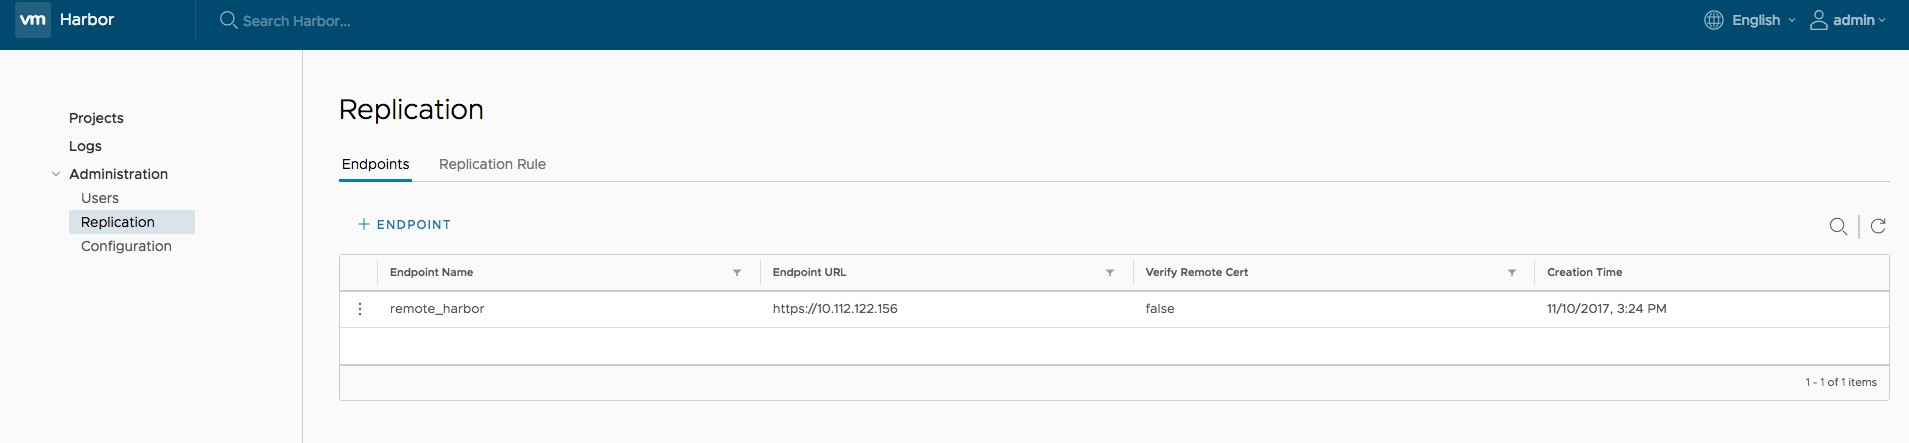 vm Harbor Search Harbor... English admin
Projects
Logs
Administration
Users
Replication
Configuration
Replication
Endpoints Replication Rule
+ ENDPOINT
Endpoint Name Endpoint URL Verify Remote Cert Creation Time
remote_harbor https://10.112.122.156 false 11/10/2017, 3:24 PM
1 - 1 of 1 items